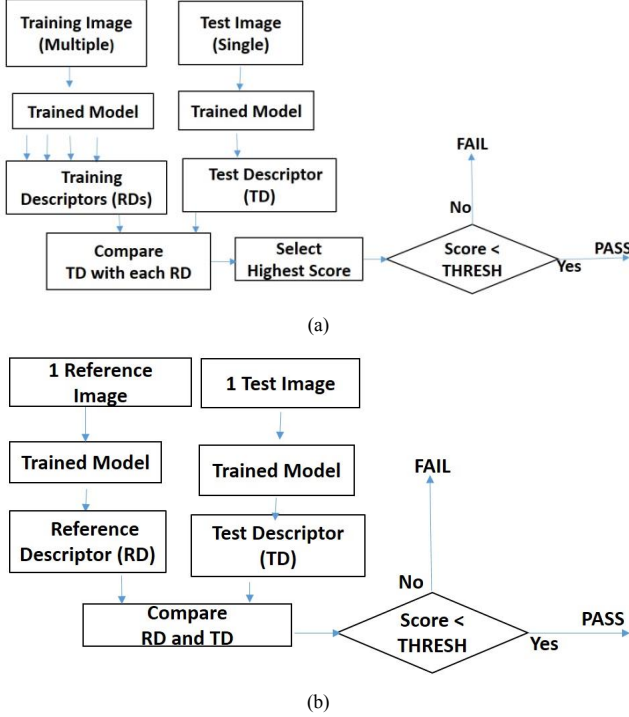 Training Image
(Multiple)
Test Image
(Single)
Trained Model
Trained Model
Training
Descriptors (RDs)
Test Descriptor
(TD)
Compare
TD with each RD
Select
Highest Score
Score <
THRESH
FAIL
No
PASS
Yes
(a)
1 Reference
Image
1 Test Image
Trained Model
Trained Model
Reference
Descriptor (RD)
Test Descriptor
(TD)
Compare
RD and TD
Score <
THRESH
FAIL
No
PASS
Yes
(b)